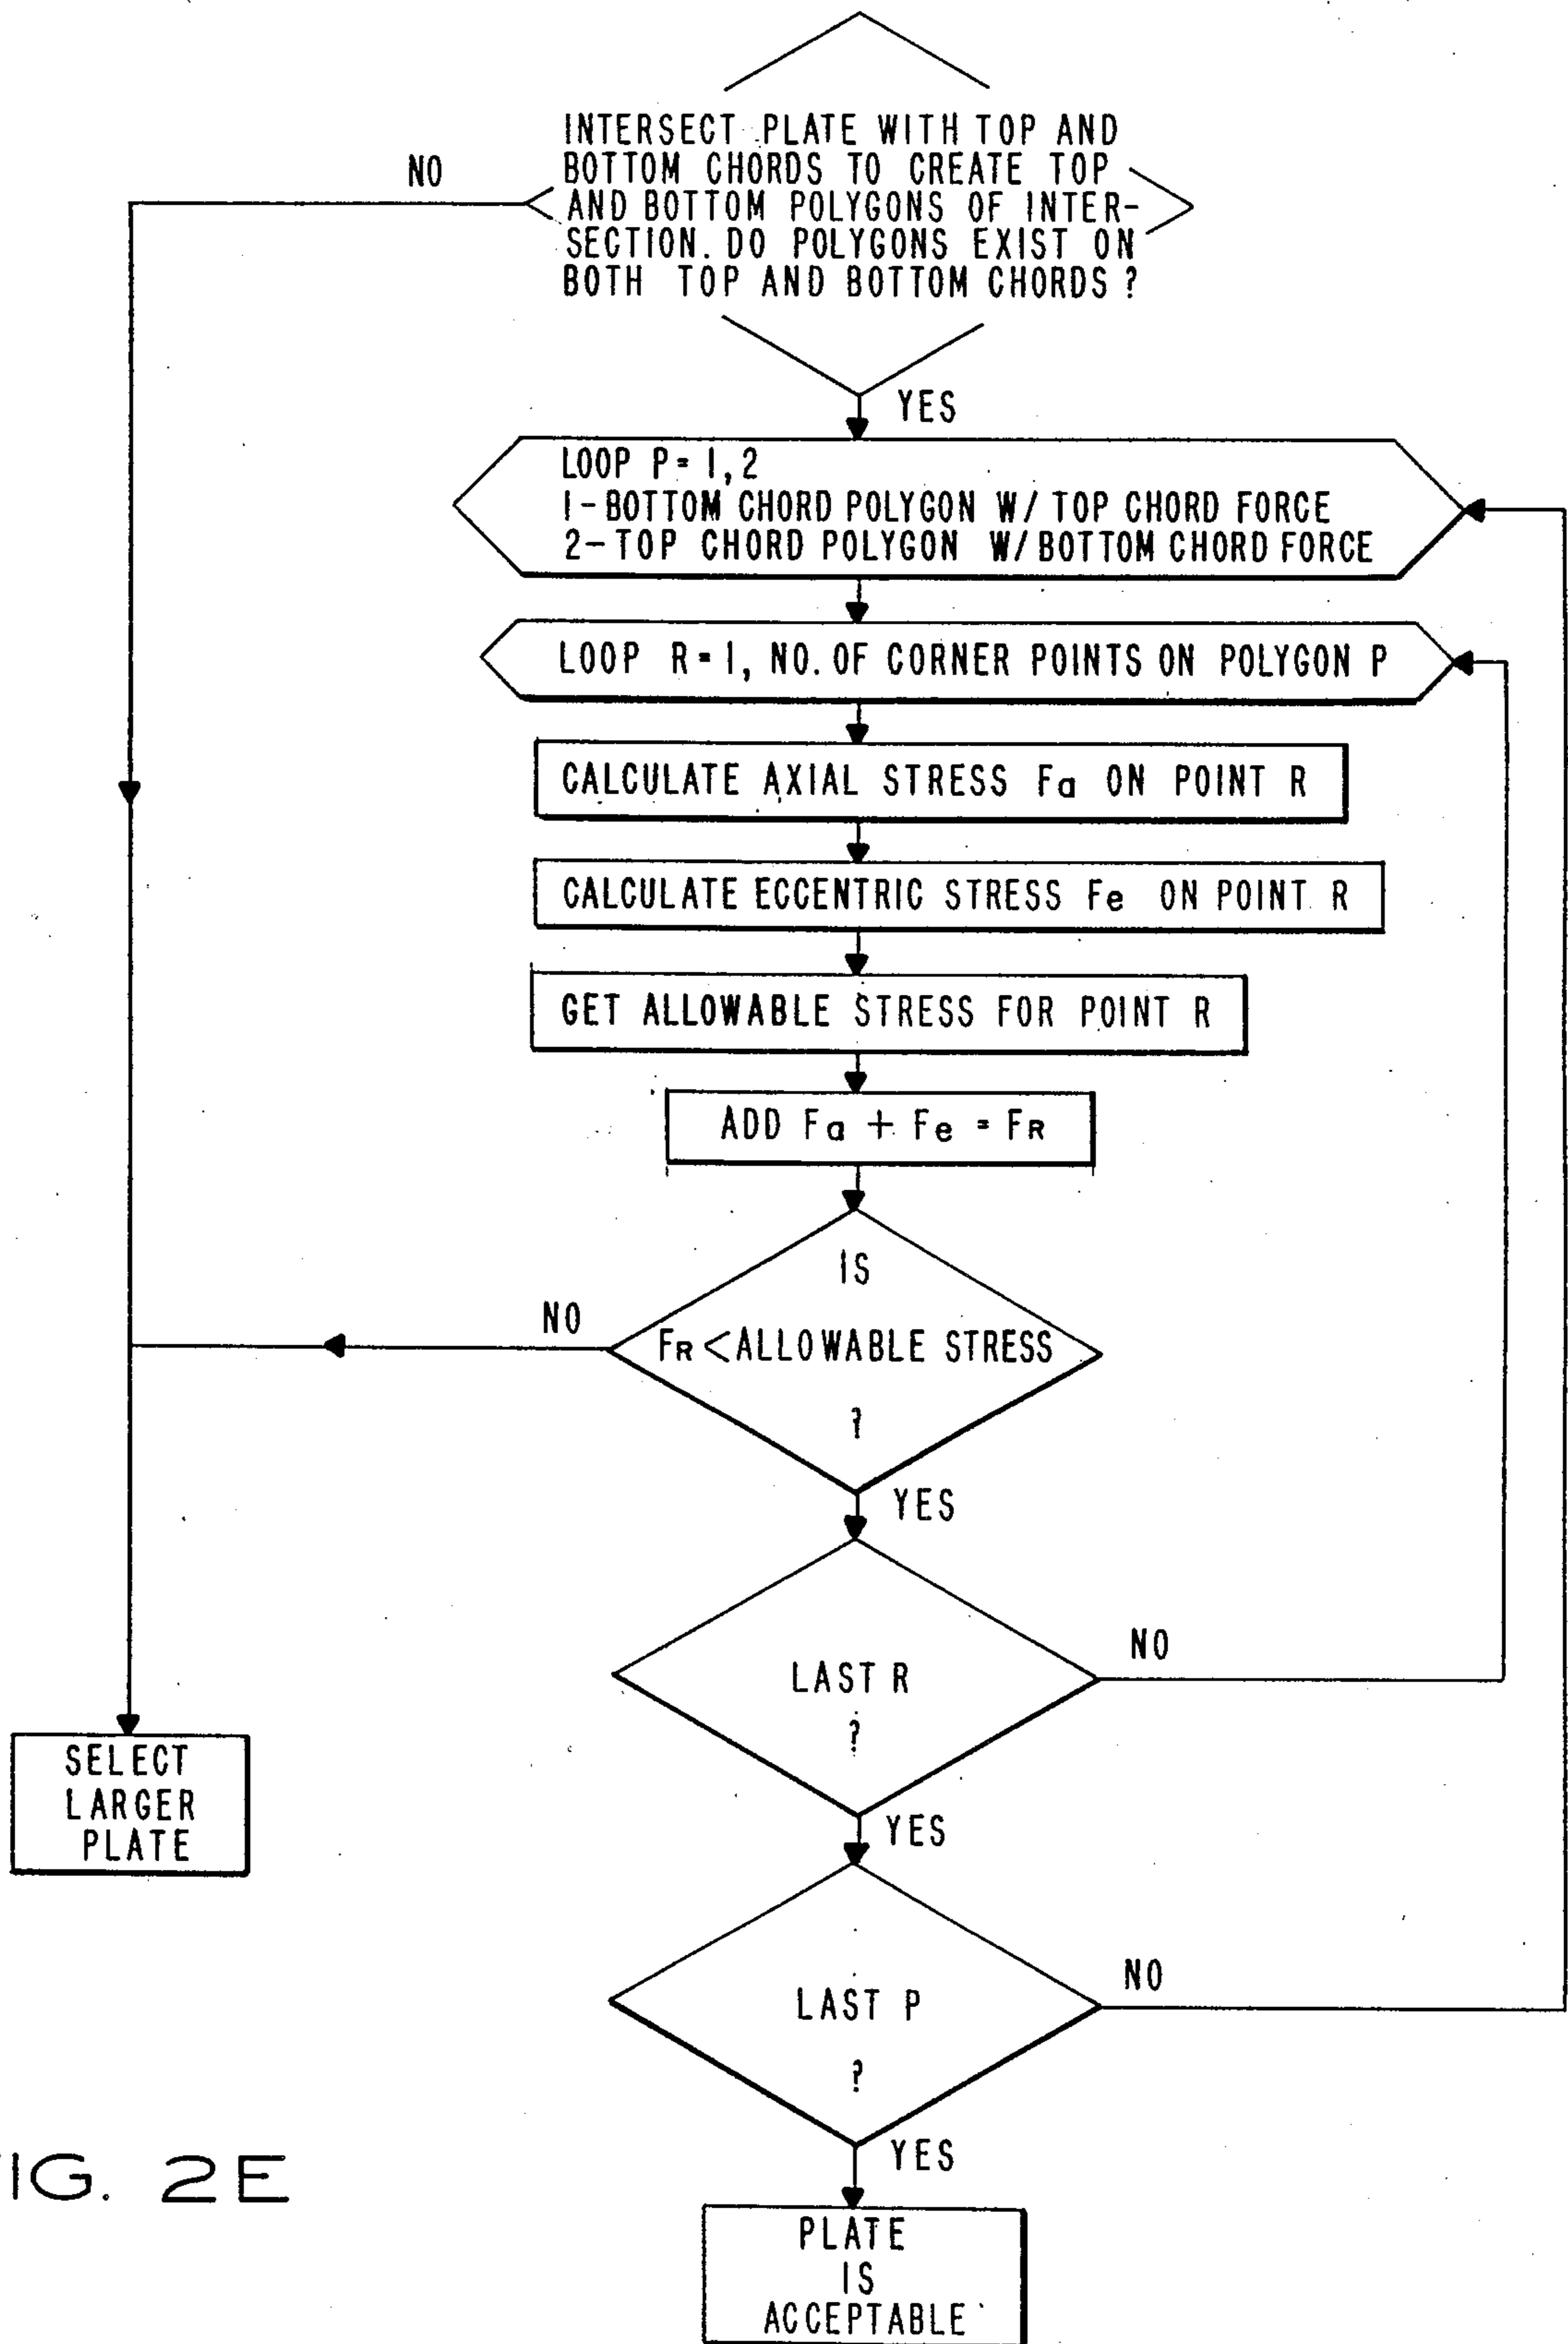 INTERSECT PLATE WITH TOP AND
BOTTOM CHORDS TO CREATE TOP
AND BOTTOM POLYGONS OF INTER-
SECTION. DO POLYGONS EXIST ON
BOTH TOP AND BOTTOM CHORDS ?
NO
YES
LOOP P = 1, 2
1-BOTTOM CHORD POLYGON W/ TOP CHORD FORCE
2-TOP CHORD POLYGON W/ BOTTOM CHORD FORCE
LOOP R = 1, NO. OF CORNER POINTS ON POLYGON P
CALCULATE AXIAL STRESS Fa ON POINT R
CALCULATE ECCENTRIC STRESS Fe ON POINT R
GET ALLOWABLE STRESS FOR POINT R
ADD Fa + Fe = FR
IS
FR < ALLOWABLE STRESS
?
NO
YES
LAST R
?
NO
YES
SELECT
LARGER
PLATE
LAST P
?
NO
YES
PLATE
IS
ACCEPTABLE
IG. 2E